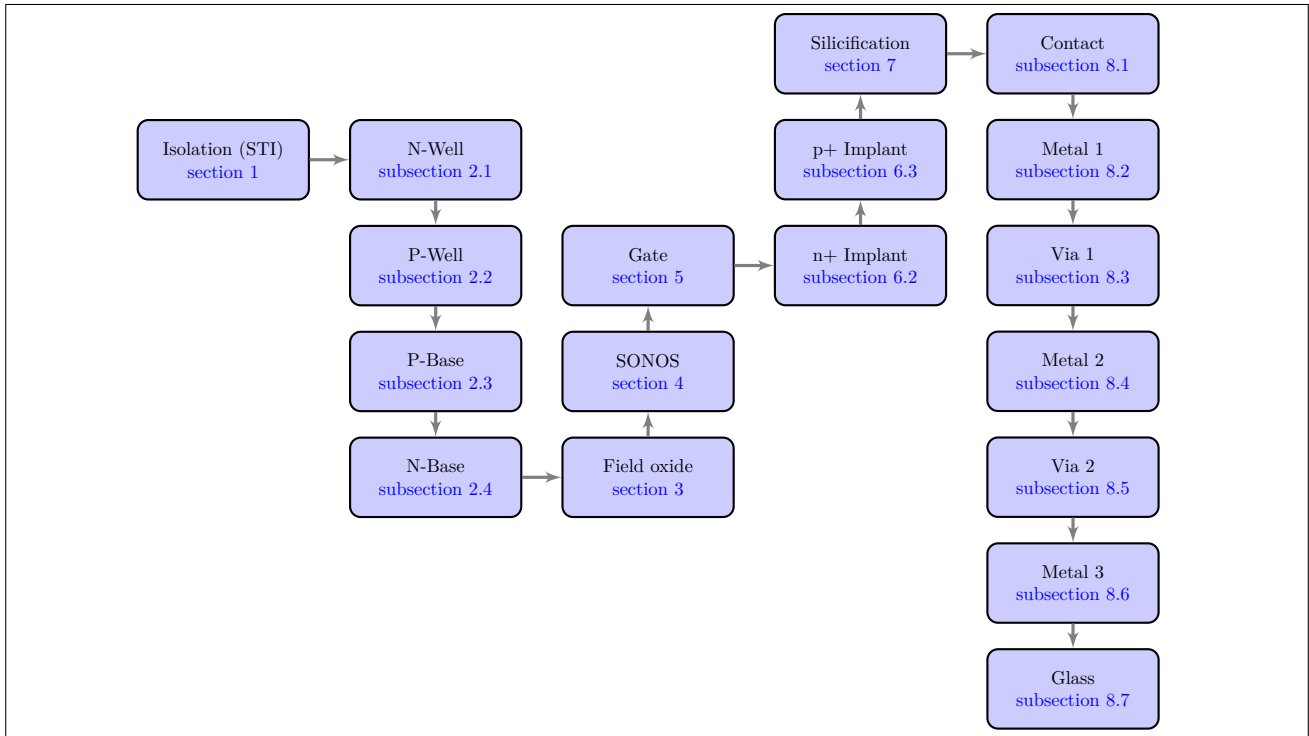 Isolation (STI)
section 1
N-Well
subsection 2.1
P-Well
subsection 2.2
P-Base
subsection 2.3
N-Base
subsection 2.4
Field oxide
section 3
SONOS
section 4
Gate
section 5
n+ Implant
subsection 6.2
p+ Implant
subsection 6.3
Silicification
section 7
Contact
subsection 8.1
Metal 1
subsection 8.2
Via 1
subsection 8.3
Metal 2
subsection 8.4
Via 2
subsection 8.5
Metal 3
subsection 8.6
Glass
subsection 8.7